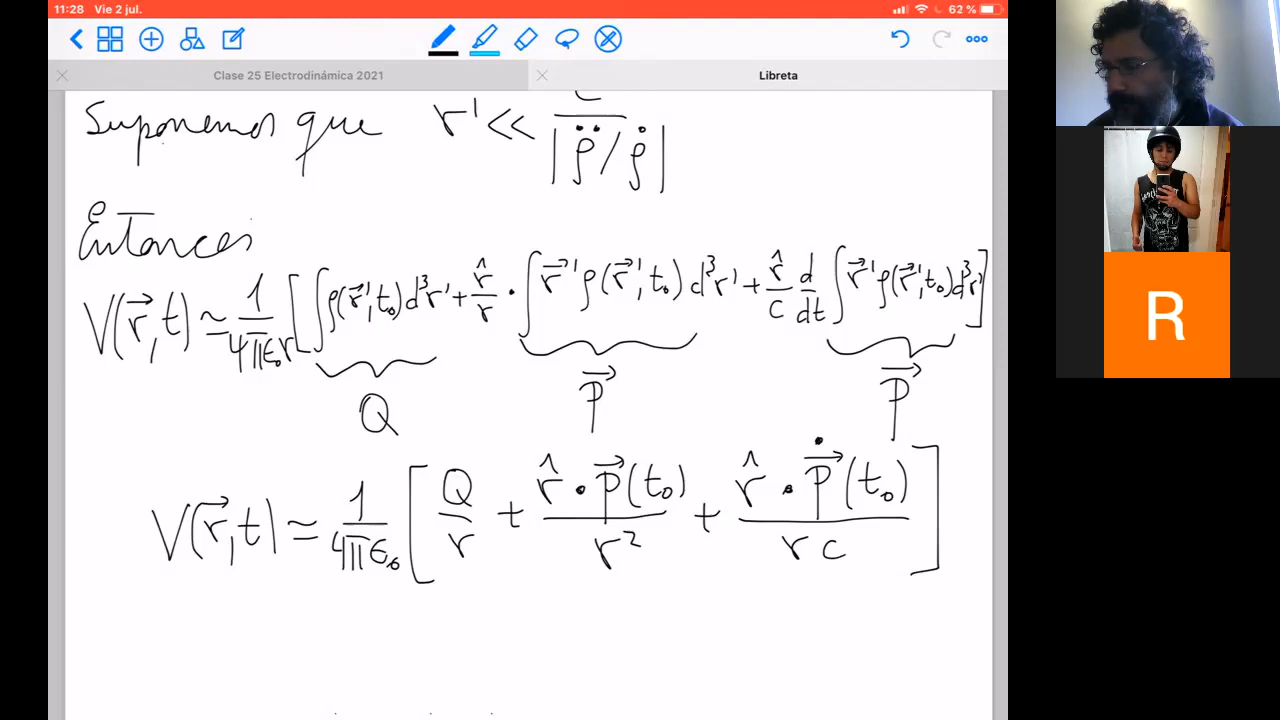 11:28 Vie 2 jul. 62 %
Clase 25 Electrodinámica 2021 Libreta
Suponemos que r' << c / |ρ̈/ρ̇|
Entonces
V(r⃗,t) ≃ 1/4πε₀r [∫ρ(r⃗',t₀)d³r' + r̂/r · ∫r⃗'ρ(r⃗',t₀)d³r' + r̂/c d/dt ∫r⃗'ρ(r⃗',t₀)d³r']
Q P⃗ P⃗
V(r⃗,t) ≃ 1/4πε₀ [Q/r + r̂·P⃗(t₀)/r² + r̂·P⃗̇(t₀)/rc]
R